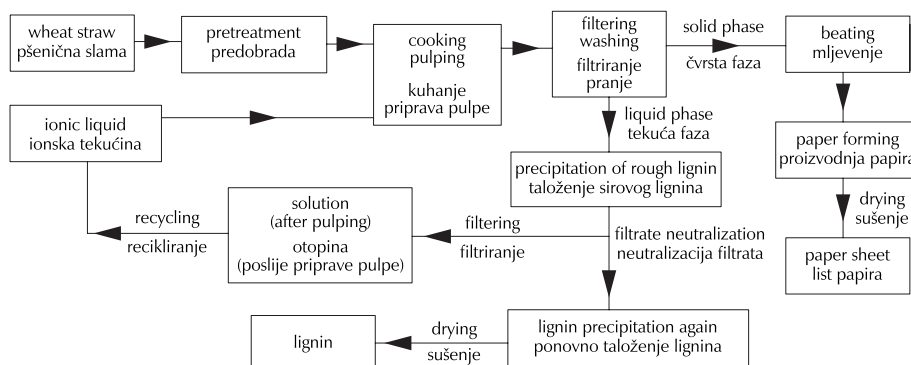 wheat straw
pšenična slama
pretreatment
predobrada
cooking
pulping
kuhanje
priprava pulpe
filtering
washing
filtriranje
pranje
solid phase
čvrsta faza
beating
mljevenje
ionic liquid
ionska tekućina
liquid phase
tekuća faza
paper forming
proizvodnja papira
precipitation of rough lignin
taloženje sirovog lignina
drying
sušenje
recycling
recikliranje
solution
(after pulping)
otopina
(poslije priprave pulpe)
filtering
filtriranje
filtrate neutralization
neutralizacija filtrata
paper sheet
list papira
lignin
drying
sušenje
lignin precipitation again
ponovno taloženje lignina